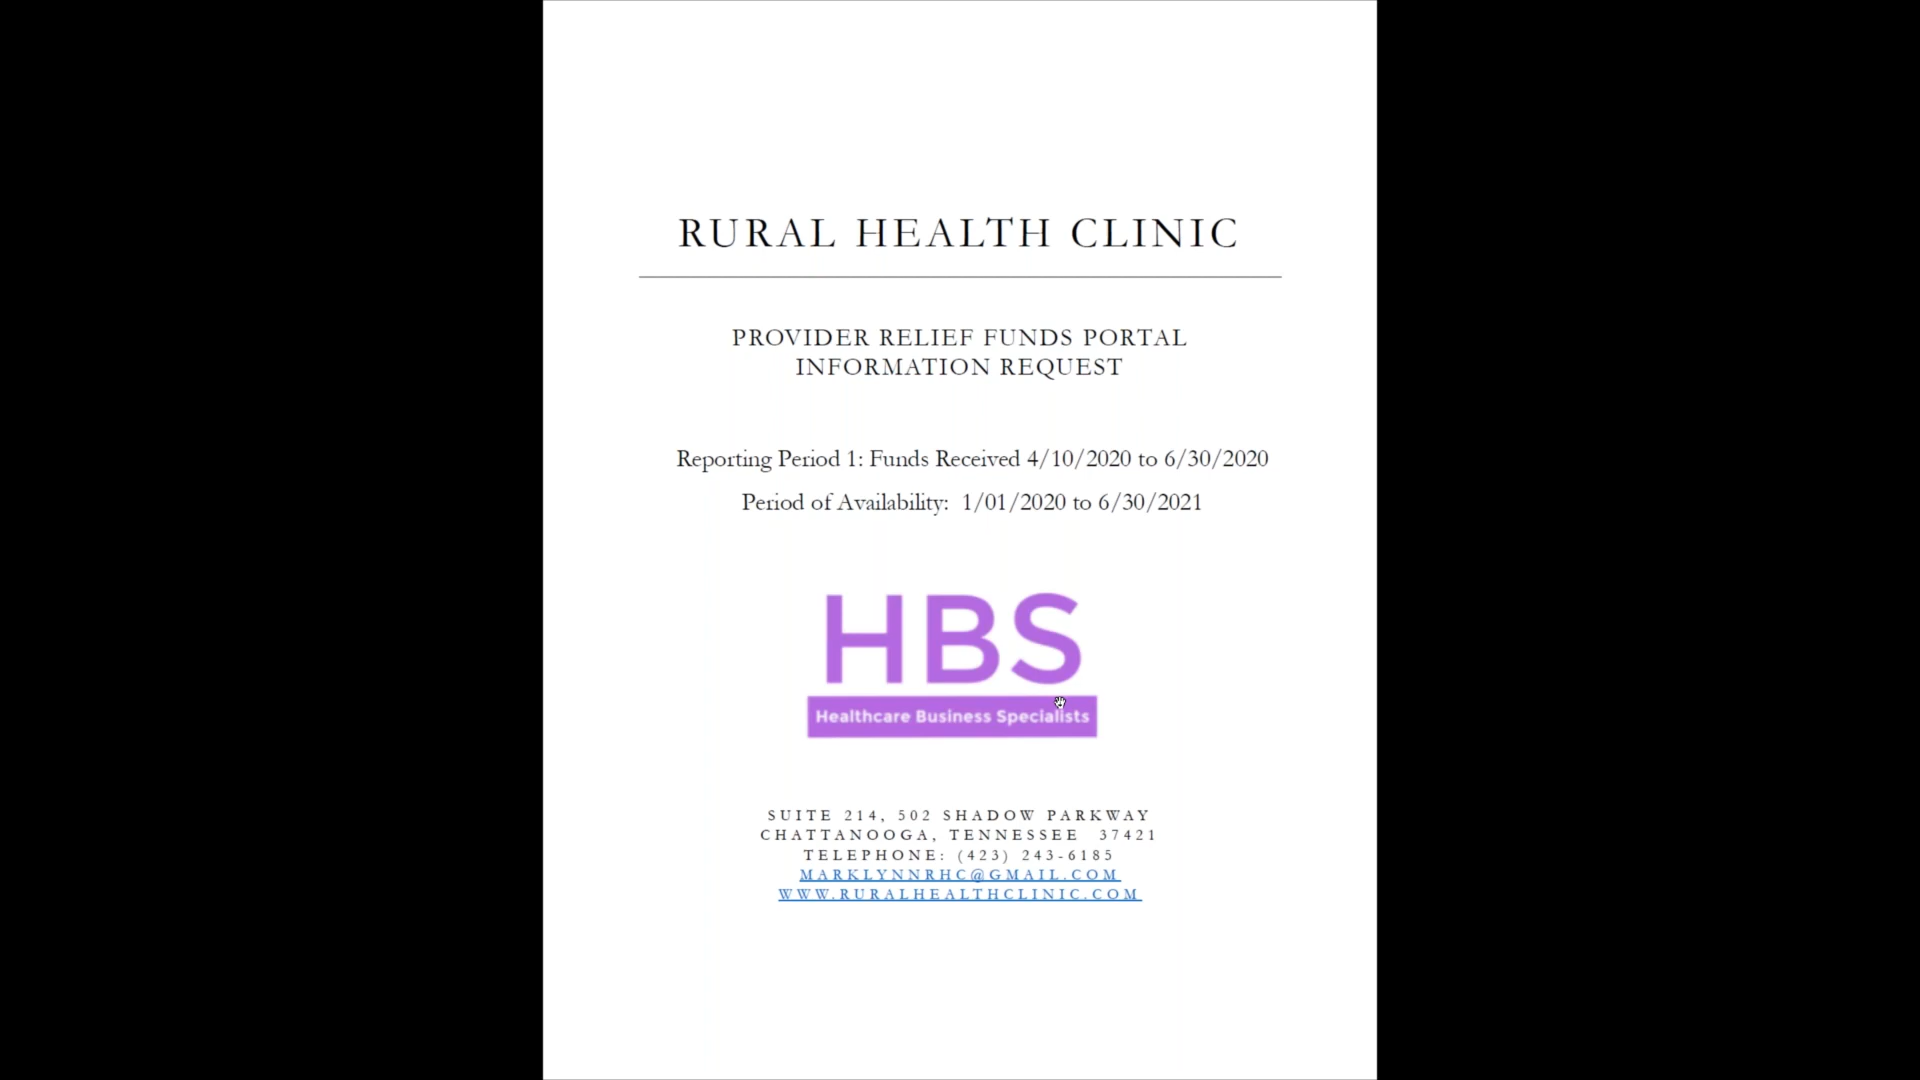 RURAL HEALTH CLINIC
PROVIDER RELIEF FUNDS PORTAL
INFORMATION REQUEST
Reporting Period 1: Funds Received 4/10/2020 to 6/30/2020
Period of Availability:  1/01/2020 to 6/30/2021
HBS
Healthcare Business Specialists
SUITE 214, 502 SHADOW PARKWAY
CHATTANOOGA, TENNESSEE  37421
TELEPHONE: (423) 243-6185
MARKLYNNRHC@GMAIL.COM
WWW.RURALHEALTHCLINIC.COM